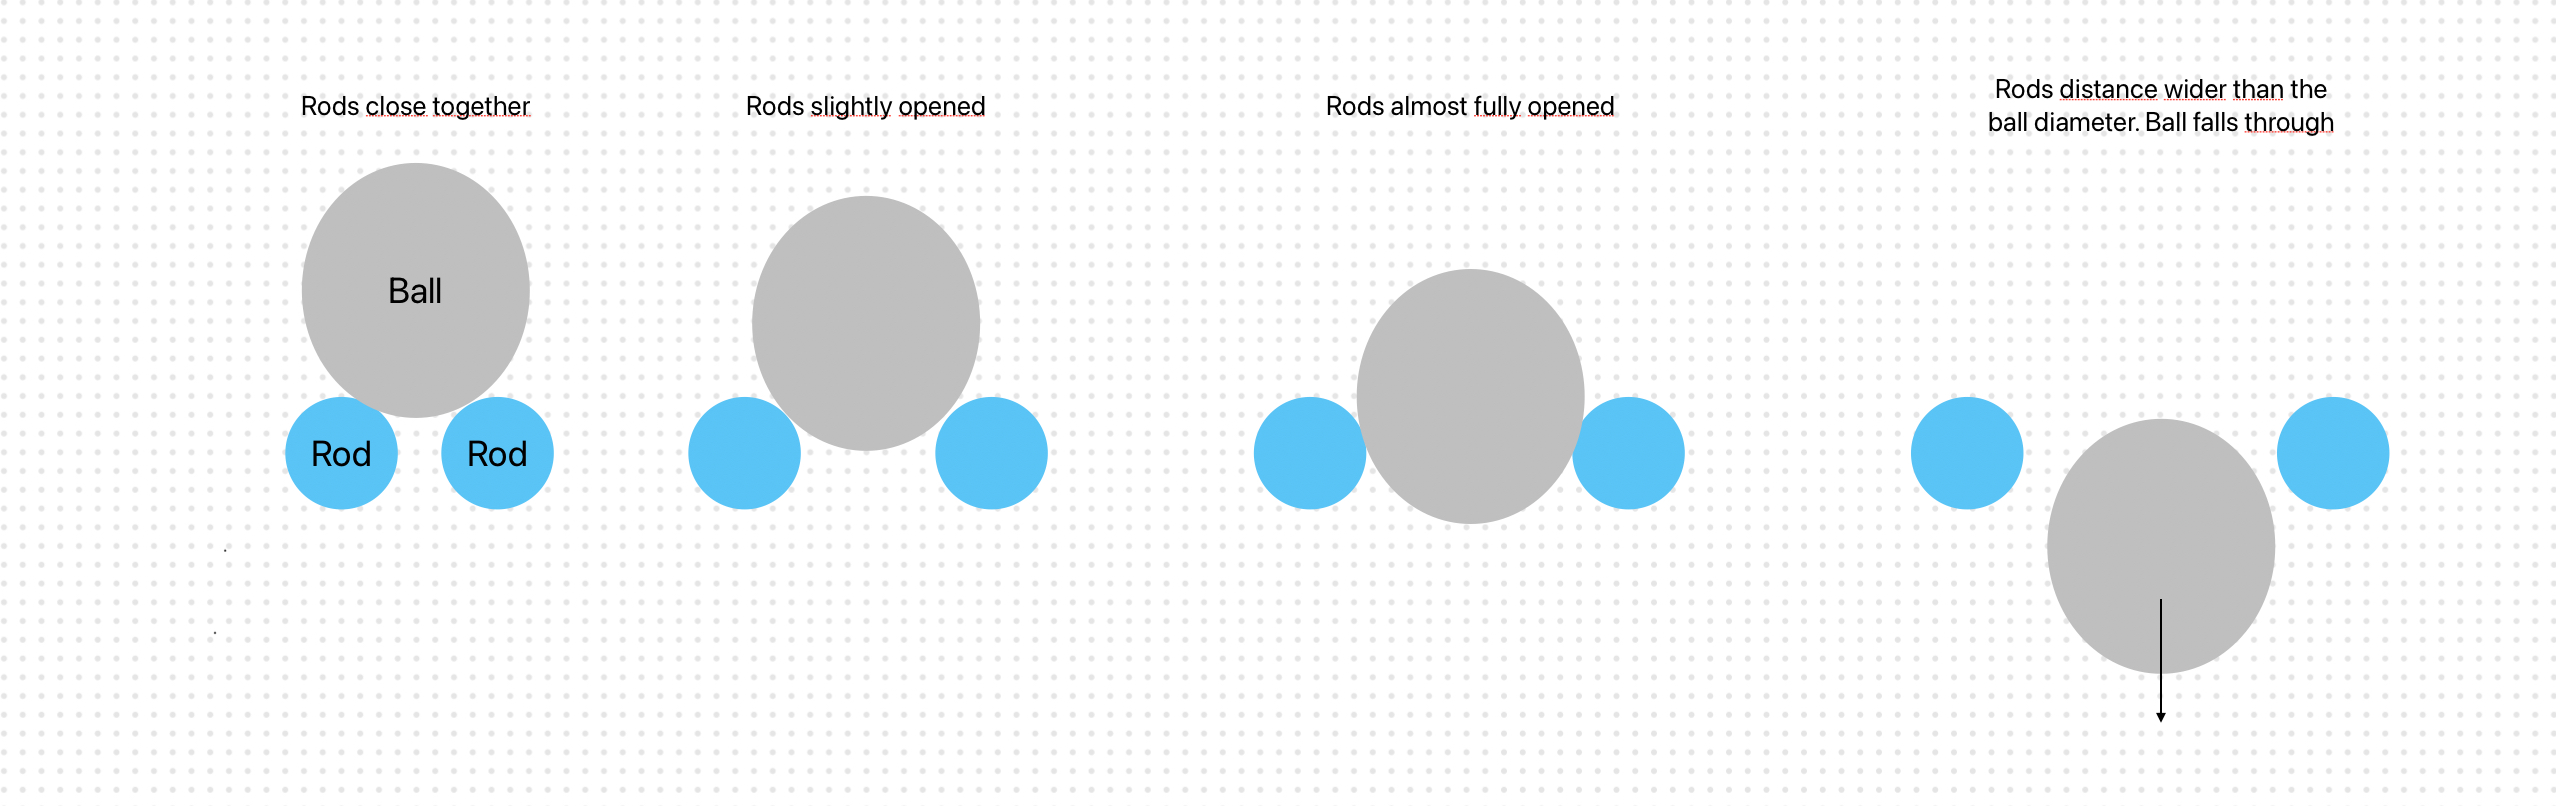 Rods close together
Rods slightly opened
Rods almost fully opened
Rods distance wider than the
ball diameter. Ball falls through
Ball
Rod
Rod